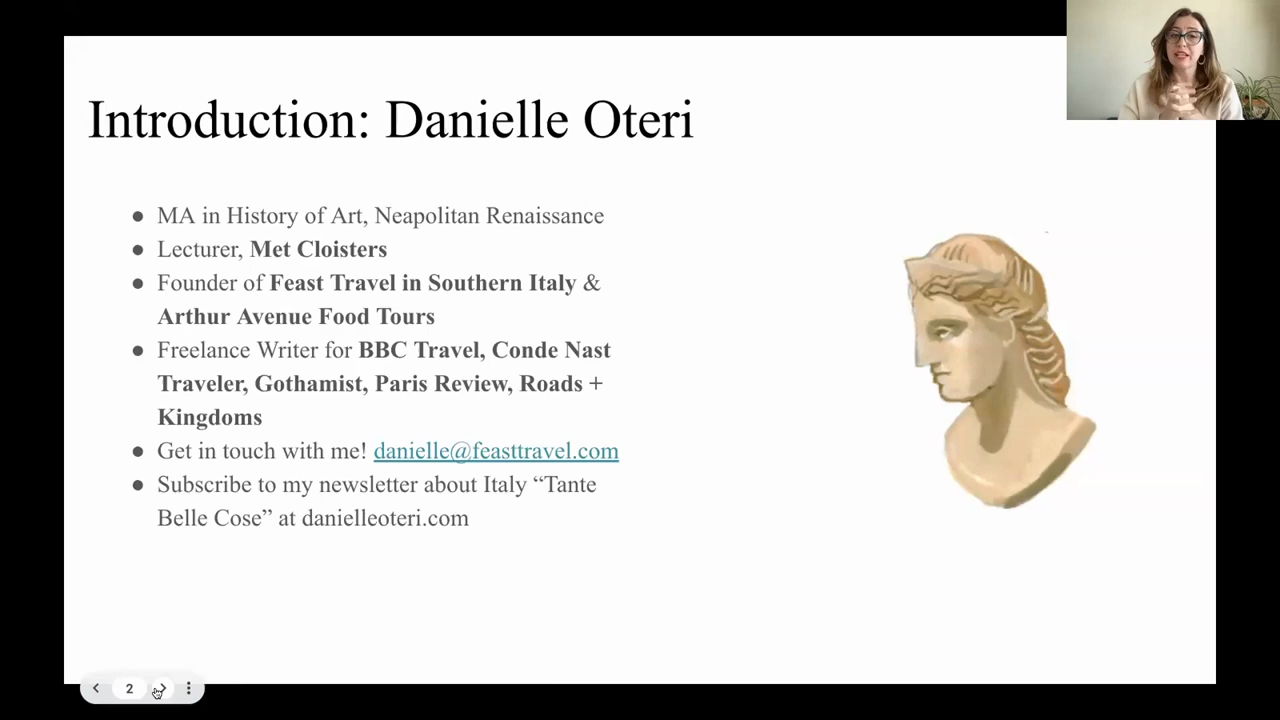 Introduction: Danielle Oteri
● MA in History of Art, Neapolitan Renaissance
● Lecturer, Met Cloisters
● Founder of Feast Travel in Southern Italy &
Arthur Avenue Food Tours
● Freelance Writer for BBC Travel, Conde Nast
Traveler, Gothamist, Paris Review, Roads +
Kingdoms
● Get in touch with me! danielle@feasttravel.com
● Subscribe to my newsletter about Italy “Tante
Belle Cose” at danielleoteri.com
2